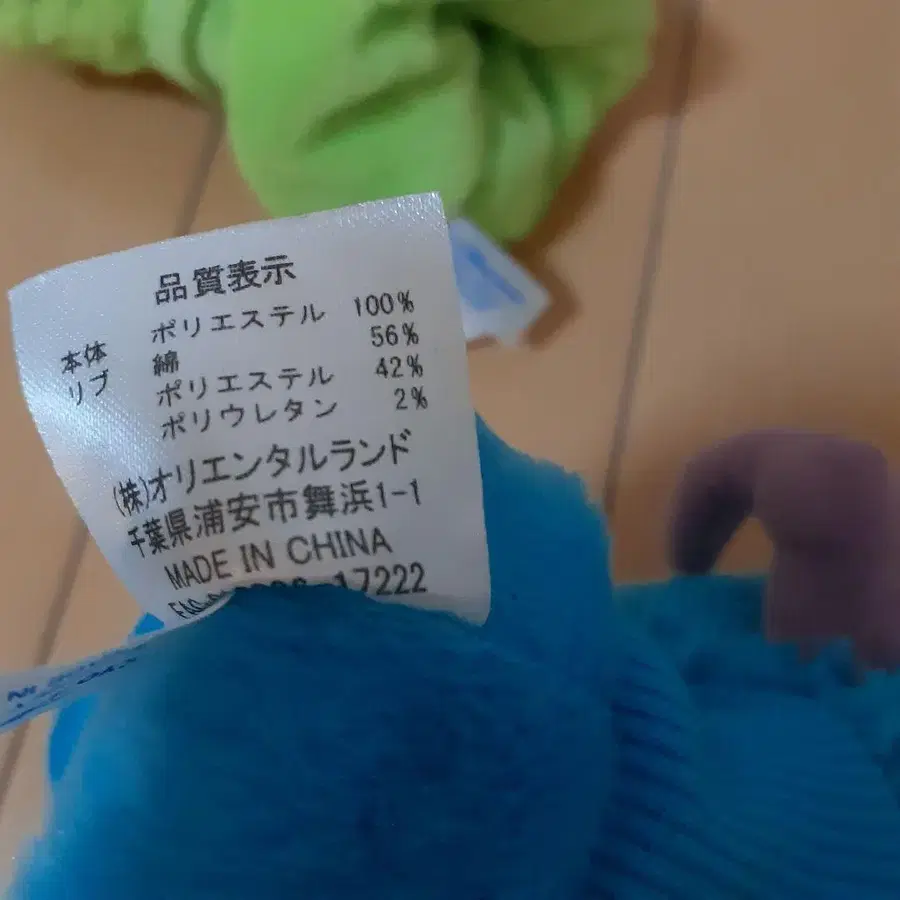 品質表示
本体 ポリエステル 100%
リブ 綿 56%
ポリエステル 42%
ポリウレタン 2%
(株)オリエンタルランド
千葉県浦安市舞浜1-1
MADE IN CHINA
17222